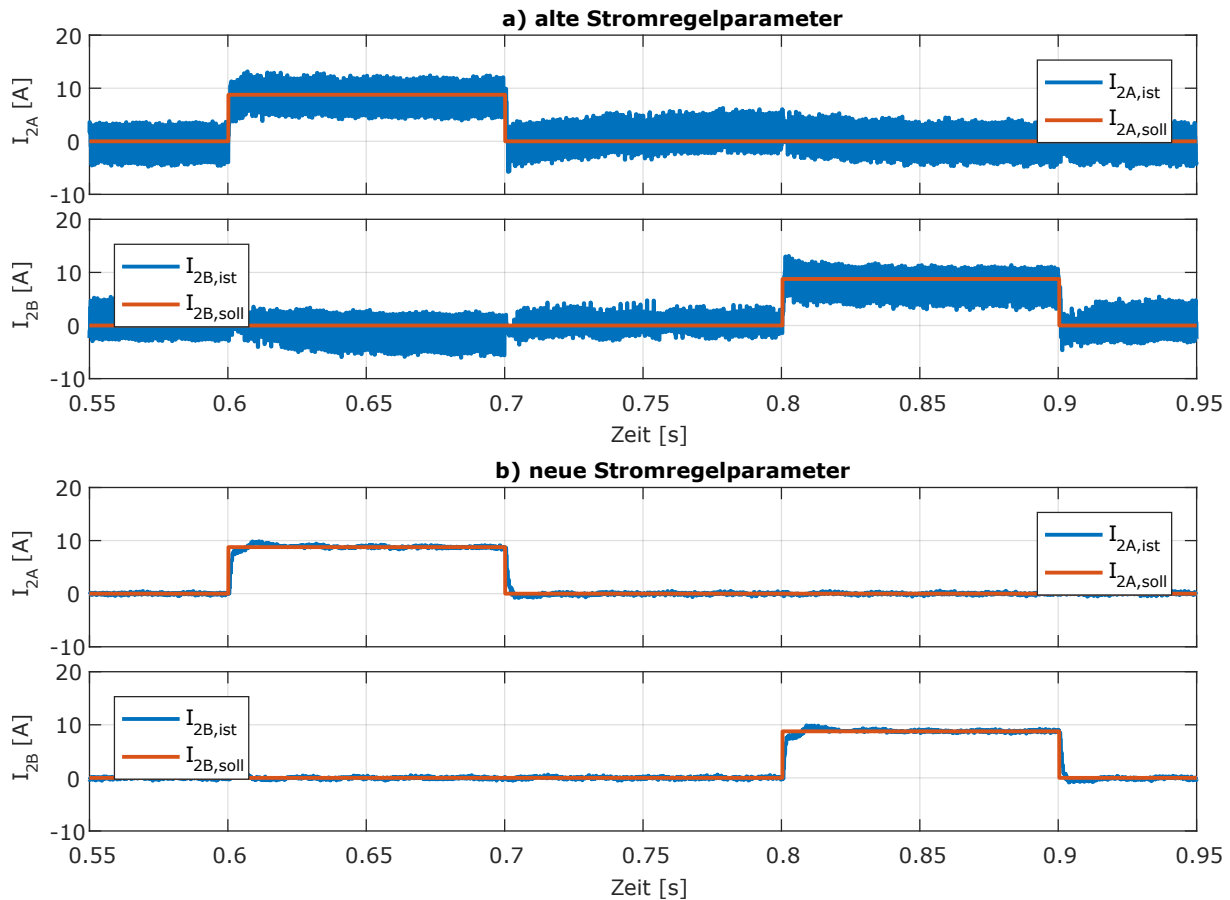 a) alte Stromregelparameter
20
10
0
-10
I2A [A]
I2A,ist
I2A,soll
20
10
0
-10
I2B [A]
I2B,ist
I2B,soll
0.55 0.6 0.65 0.7 0.75 0.8 0.85 0.9 0.95
Zeit [s]
b) neue Stromregelparameter
20
10
0
-10
I2A [A]
I2A,ist
I2A,soll
20
10
0
-10
I2B [A]
I2B,ist
I2B,soll
0.55 0.6 0.65 0.7 0.75 0.8 0.85 0.9 0.95
Zeit [s]